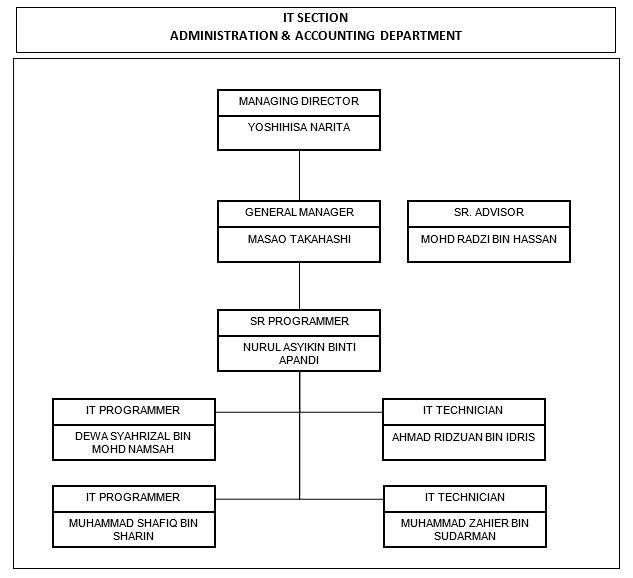 IT SECTION
ADMINISTRATION & ACCOUNTING DEPARTMENT
MANAGING DIRECTOR
YOSHIHISA NARITA
GENERAL MANAGER
MASAO TAKAHASHI
SR. ADVISOR
MOHD RADZI BIN HASSAN
SR PROGRAMMER
NURUL ASYIKIN BINTI
APANDI
IT PROGRAMMER
DEWA SYAHRIZAL BIN
MOHD NAMSAH
IT TECHNICIAN
AHMAD RIDZUAN BIN IDRIS
IT PROGRAMMER
MUHAMMAD SHAFIQ BIN
SHARIN
IT TECHNICIAN
MUHAMMAD ZAHIER BIN
SUDARMAN